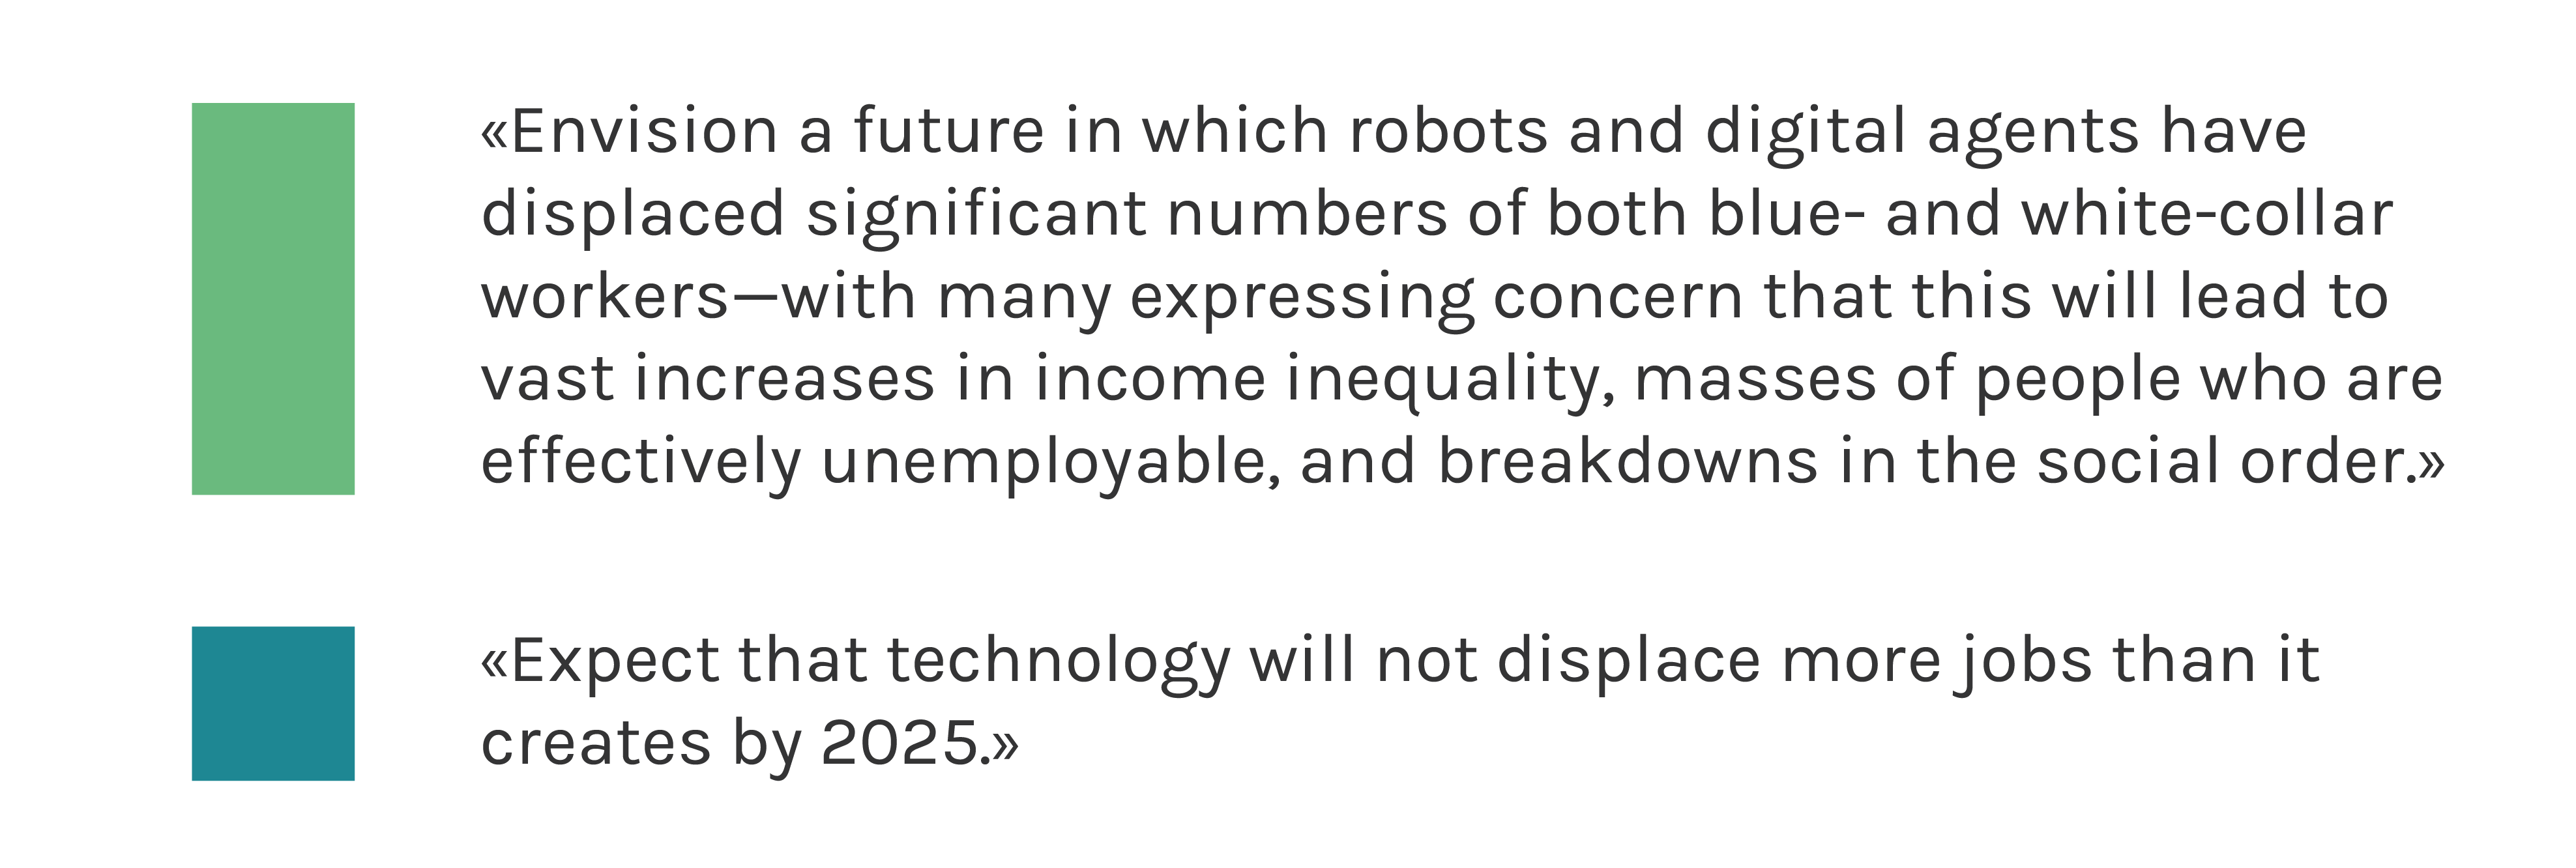 «Envision a future in which robots and digital agents have
displaced significant numbers of both blue- and white-collar
workers—with many expressing concern that this will lead to
vast increases in income inequality, masses of people who are
effectively unemployable, and breakdowns in the social order.»
«Expect that technology will not displace more jobs than it
creates by 2025.»